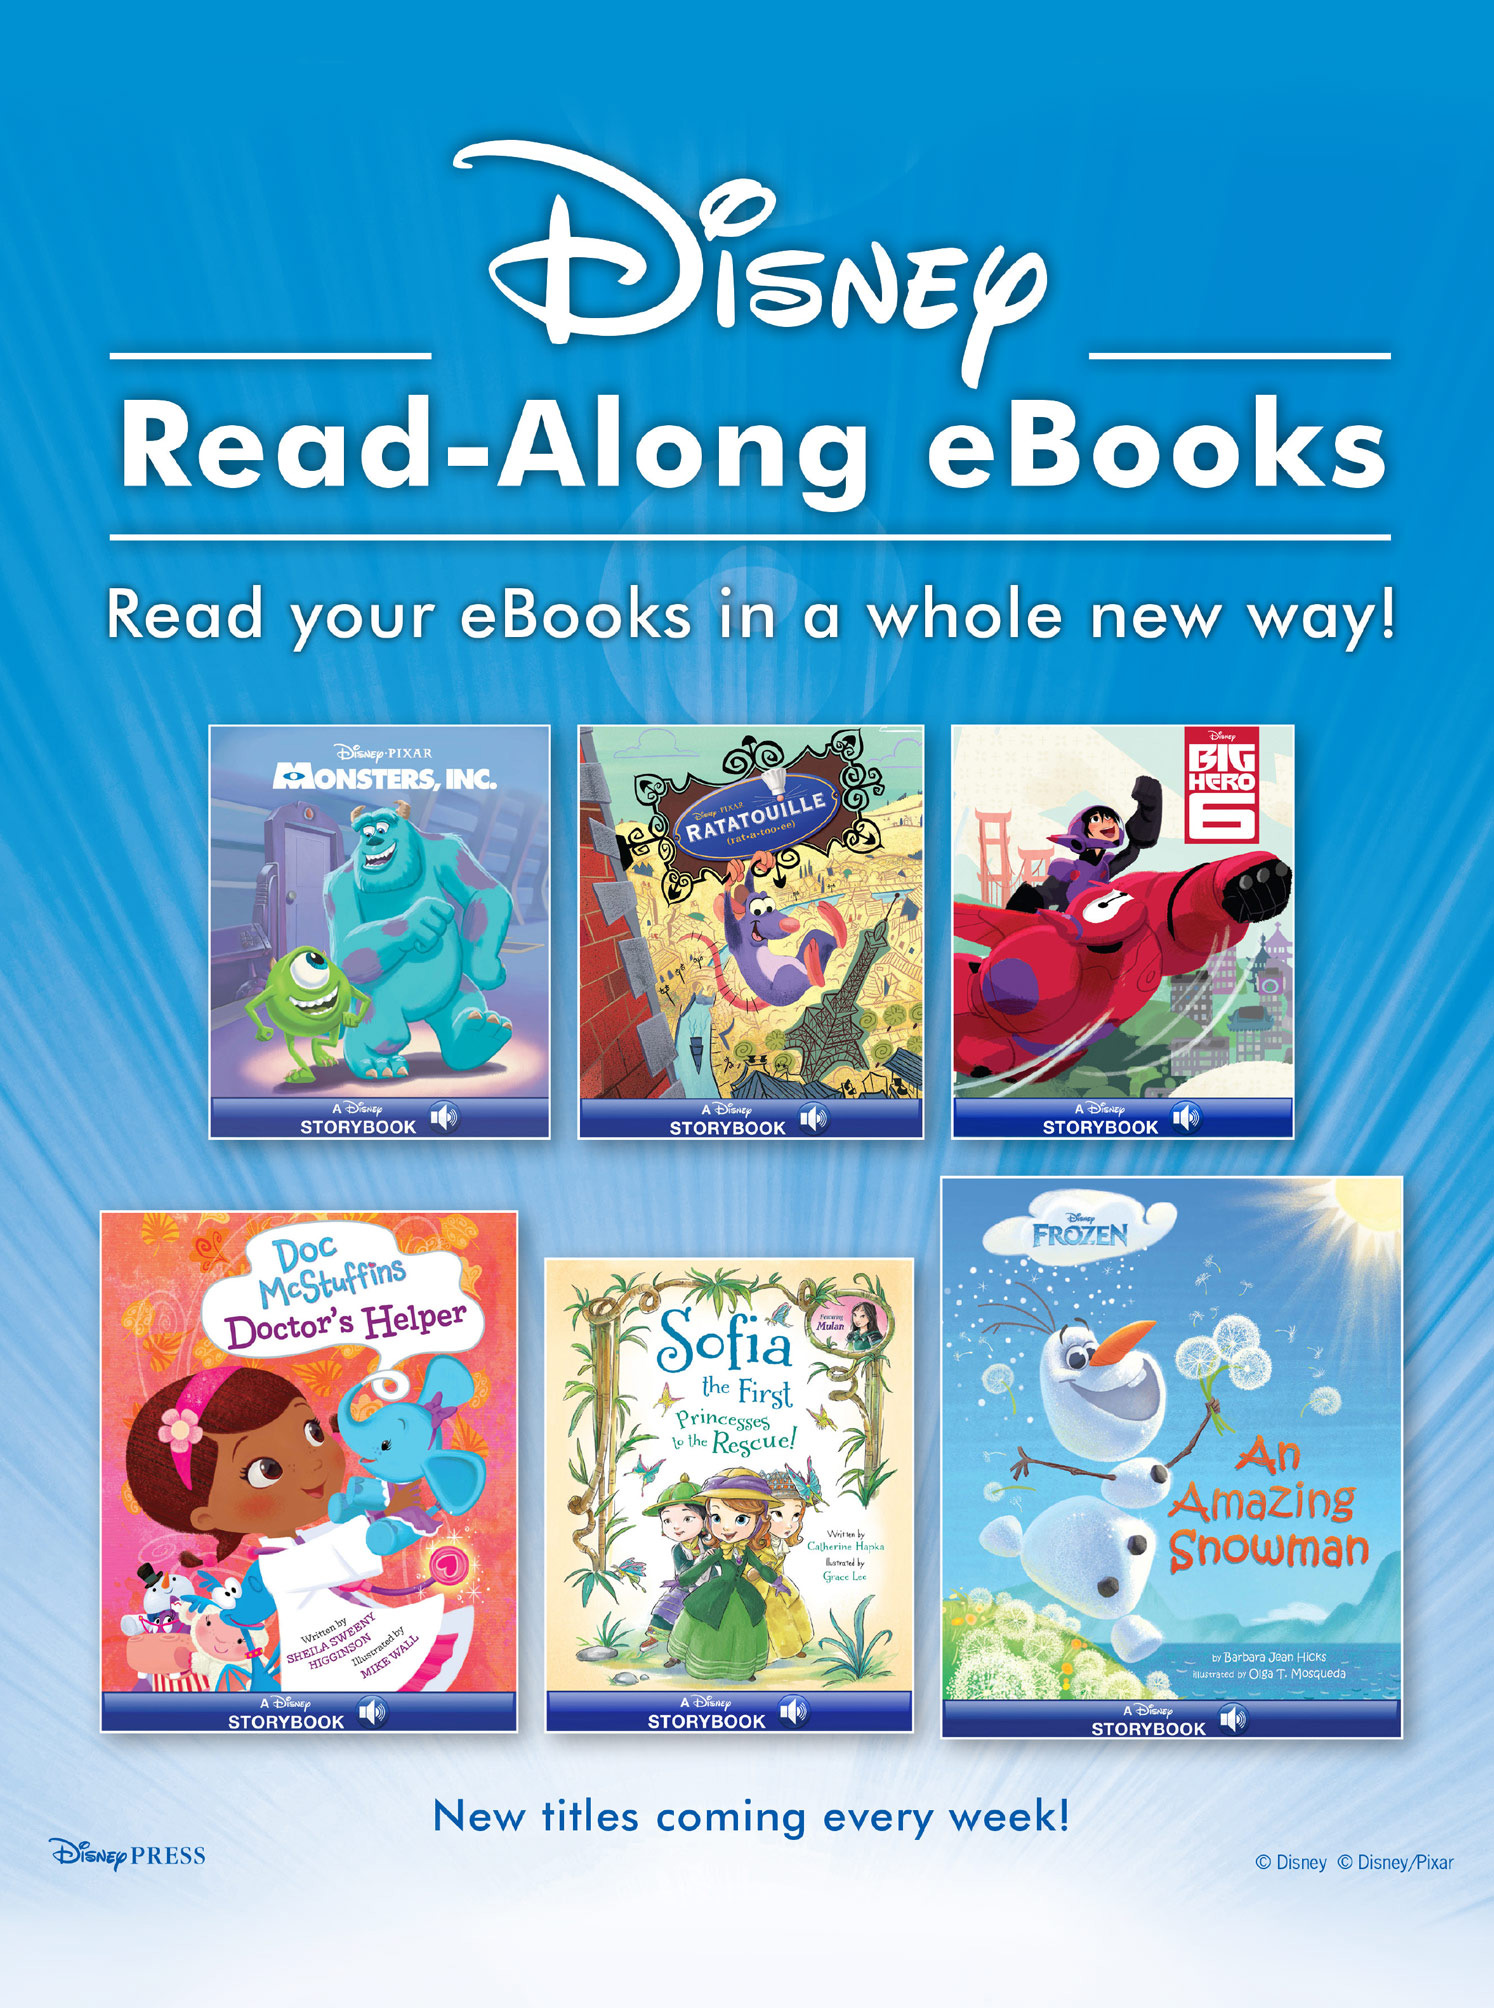 Disney
Read-Along eBooks
Read your eBooks in a whole new way!
Disney·PIXAR
MONSTERS, INC.
A Disney
STORYBOOK
Disney·PIXAR
RATATOUILLE
(rat•a•too•ee)
A Disney
STORYBOOK
Disney
BIG
HERO
6
A Disney
STORYBOOK
Doc
McStuffins
Doctor's Helper
Written by
SHEILA SWEENY
HIGGINSON
Illustrated by
MIKE WALL
A Disney
STORYBOOK
Sofia
the First
Featuring
Mulan
Princesses
to the Rescue!
Written by
Catherine Hapka
Illustrated by
Grace Lee
A Disney
STORYBOOK
Disney
FROZEN
An
Amazing
Snowman
by Barbara Jean Hicks
illustrated by Olga T. Mosqueda
A Disney
STORYBOOK
New titles coming every week!
Disney PRESS
© Disney © Disney/Pixar